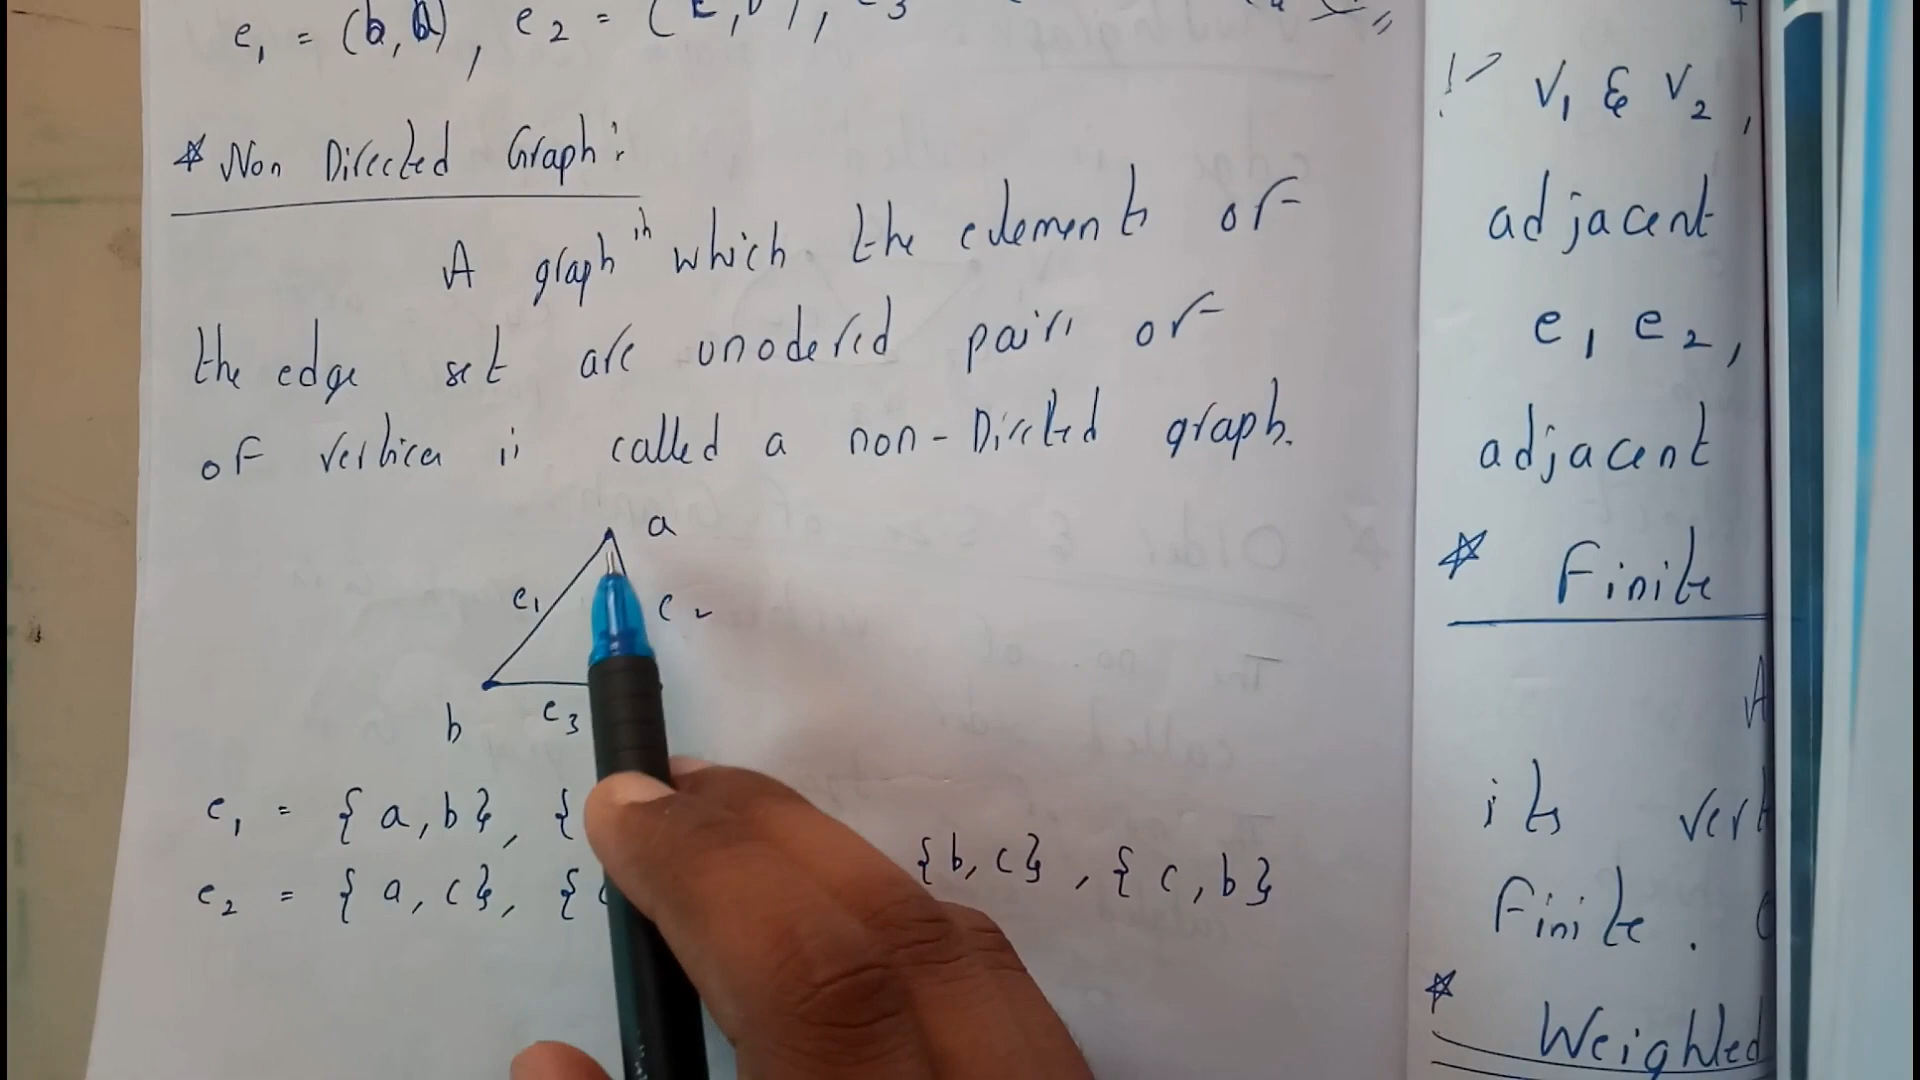 e1 = (b, a), e2 =
* Non Directed Graph:
A graph in which the elements of
the edge set are unodered pairs of
of vertices is called a non-Directed graph.
a
e1
e2
b
e3
e1 = {a,b}, {
e2 = {a,c}, {
{b,c}, {c,b}
V1 & V2,
adjacent
e1 e2,
adjacent
* Finite
A
its
Finite.
* Weighted